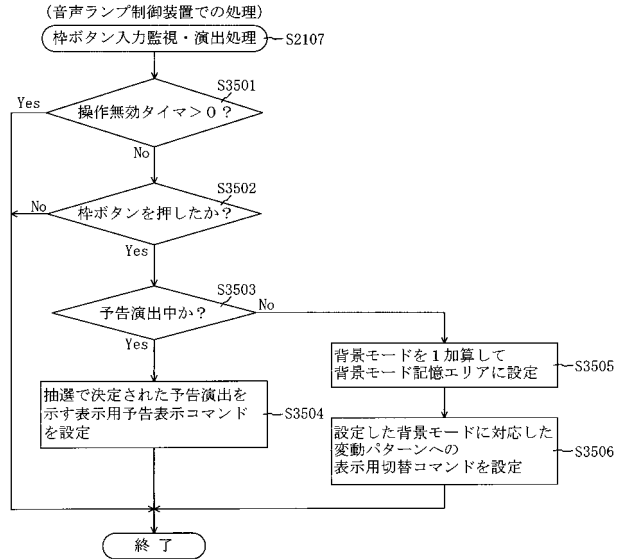 (音声ランプ制御装置での処理)
枠ボタン入力監視・演出処理
S2107
S3501
操作無効タイマ>0?
Yes
No
S3502
枠ボタンを押したか?
No
Yes
S3503
予告演出中か?
No
Yes
抽選で決定された予告演出を
示す表示用予告表示コマンド
を設定
S3504
背景モードを1加算して
背景モード記憶エリアに設定
S3505
設定した背景モードに対応した
変動パターンへの
表示用切替コマンドを設定
S3506
終了